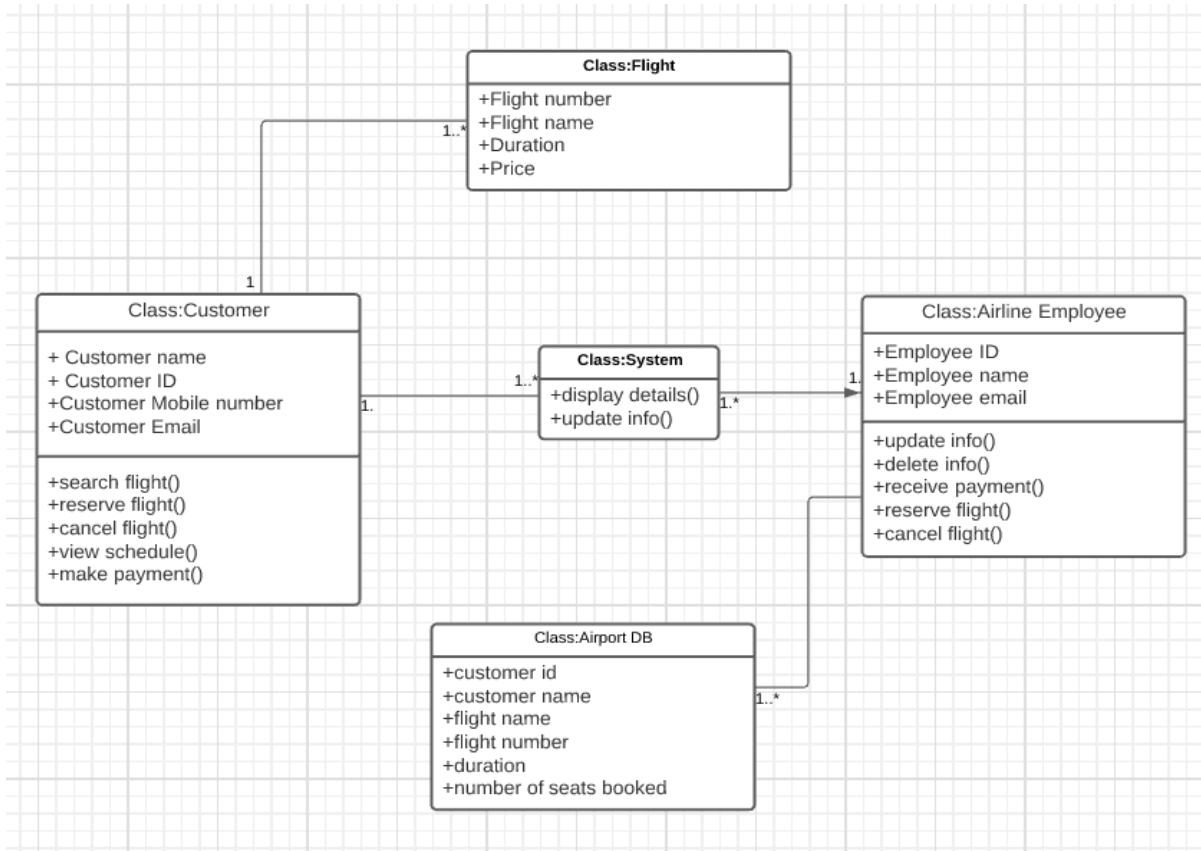 Class:Flight
+Flight number
+Flight name
+Duration
+Price
1..*
1
Class:Customer
+ Customer name
+ Customer ID
+Customer Mobile number
+Customer Email
+search flight()
+reserve flight()
+cancel flight()
+view schedule()
+make payment()
1.
1..*
Class:System
+display details()
+update info()
1.*
1.
Class:Airline Employee
+Employee ID
+Employee name
+Employee email
+update info()
+delete info()
+receive payment()
+reserve flight()
+cancel flight()
Class:Airport DB
+customer id
+customer name
+flight name
+flight number
+duration
+number of seats booked
1..*